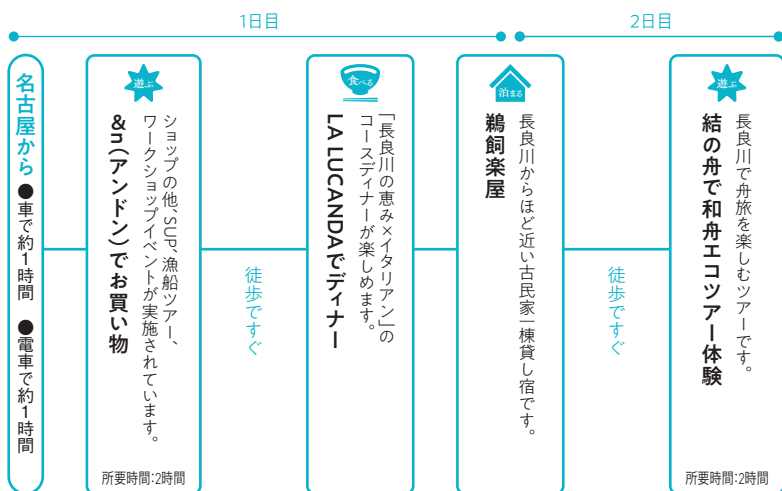 1日目
2日目
名古屋から ●車で約1時間 ●電車で約1時間
遊ぶ
&n(アンドン)でお買い物
ショップの他、SUP、漁船ツアー、
ワークショップイベントが実施されています。
所要時間:2時間
徒歩ですぐ
食べる
LA LUCANDAでディナー
「長良川の恵み×イタリアン」の
コースディナーが楽しめます。
泊まる
鵜飼楽屋
長良川からほど近い古民家一棟貸し宿です。
徒歩ですぐ
遊ぶ
結の舟で和舟エコツアー体験
長良川で舟旅を楽しむツアーです。
所要時間:2時間